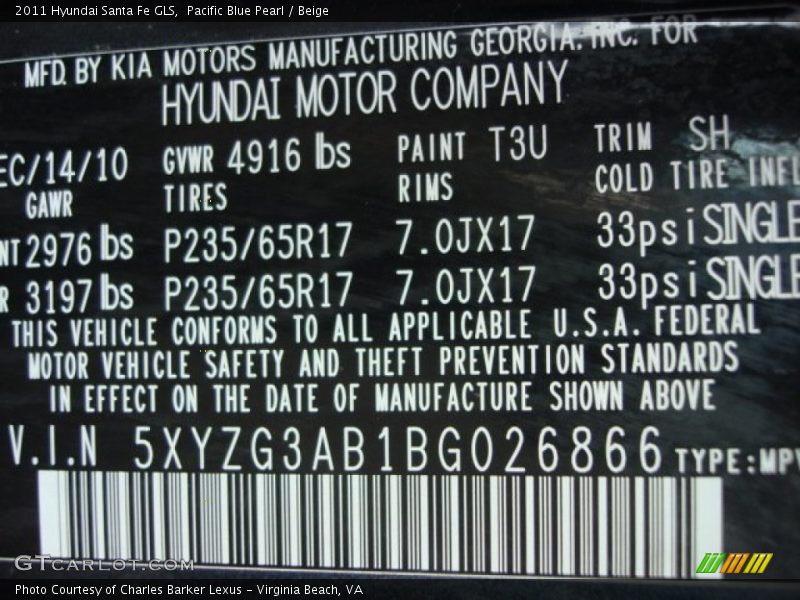 2011 Hyundai Santa Fe GLS, Pacific Blue Pearl / Beige
MFD. BY KIA MOTORS MANUFACTURING GEORGIA. INC. FOR
HYUNDAI MOTOR COMPANY
EC/14/10 GVWR 4916 lbs PAINT T3U TRIM SH
GAWR TIRES RIMS COLD TIRE INFL
NT 2976 lbs P235/65R17 7.0JX17 33psi SINGLE
R 3197 lbs P235/65R17 7.0JX17 33psi SINGLE
THIS VEHICLE CONFORMS TO ALL APPLICABLE U.S.A. FEDERAL
MOTOR VEHICLE SAFETY AND THEFT PREVENTION STANDARDS
IN EFFECT ON THE DATE OF MANUFACTURE SHOWN ABOVE
V.I.N 5XYZG3AB1BG026866 TYPE:MPV
GTCARLOT.COM
Photo Courtesy of Charles Barker Lexus - Virginia Beach, VA